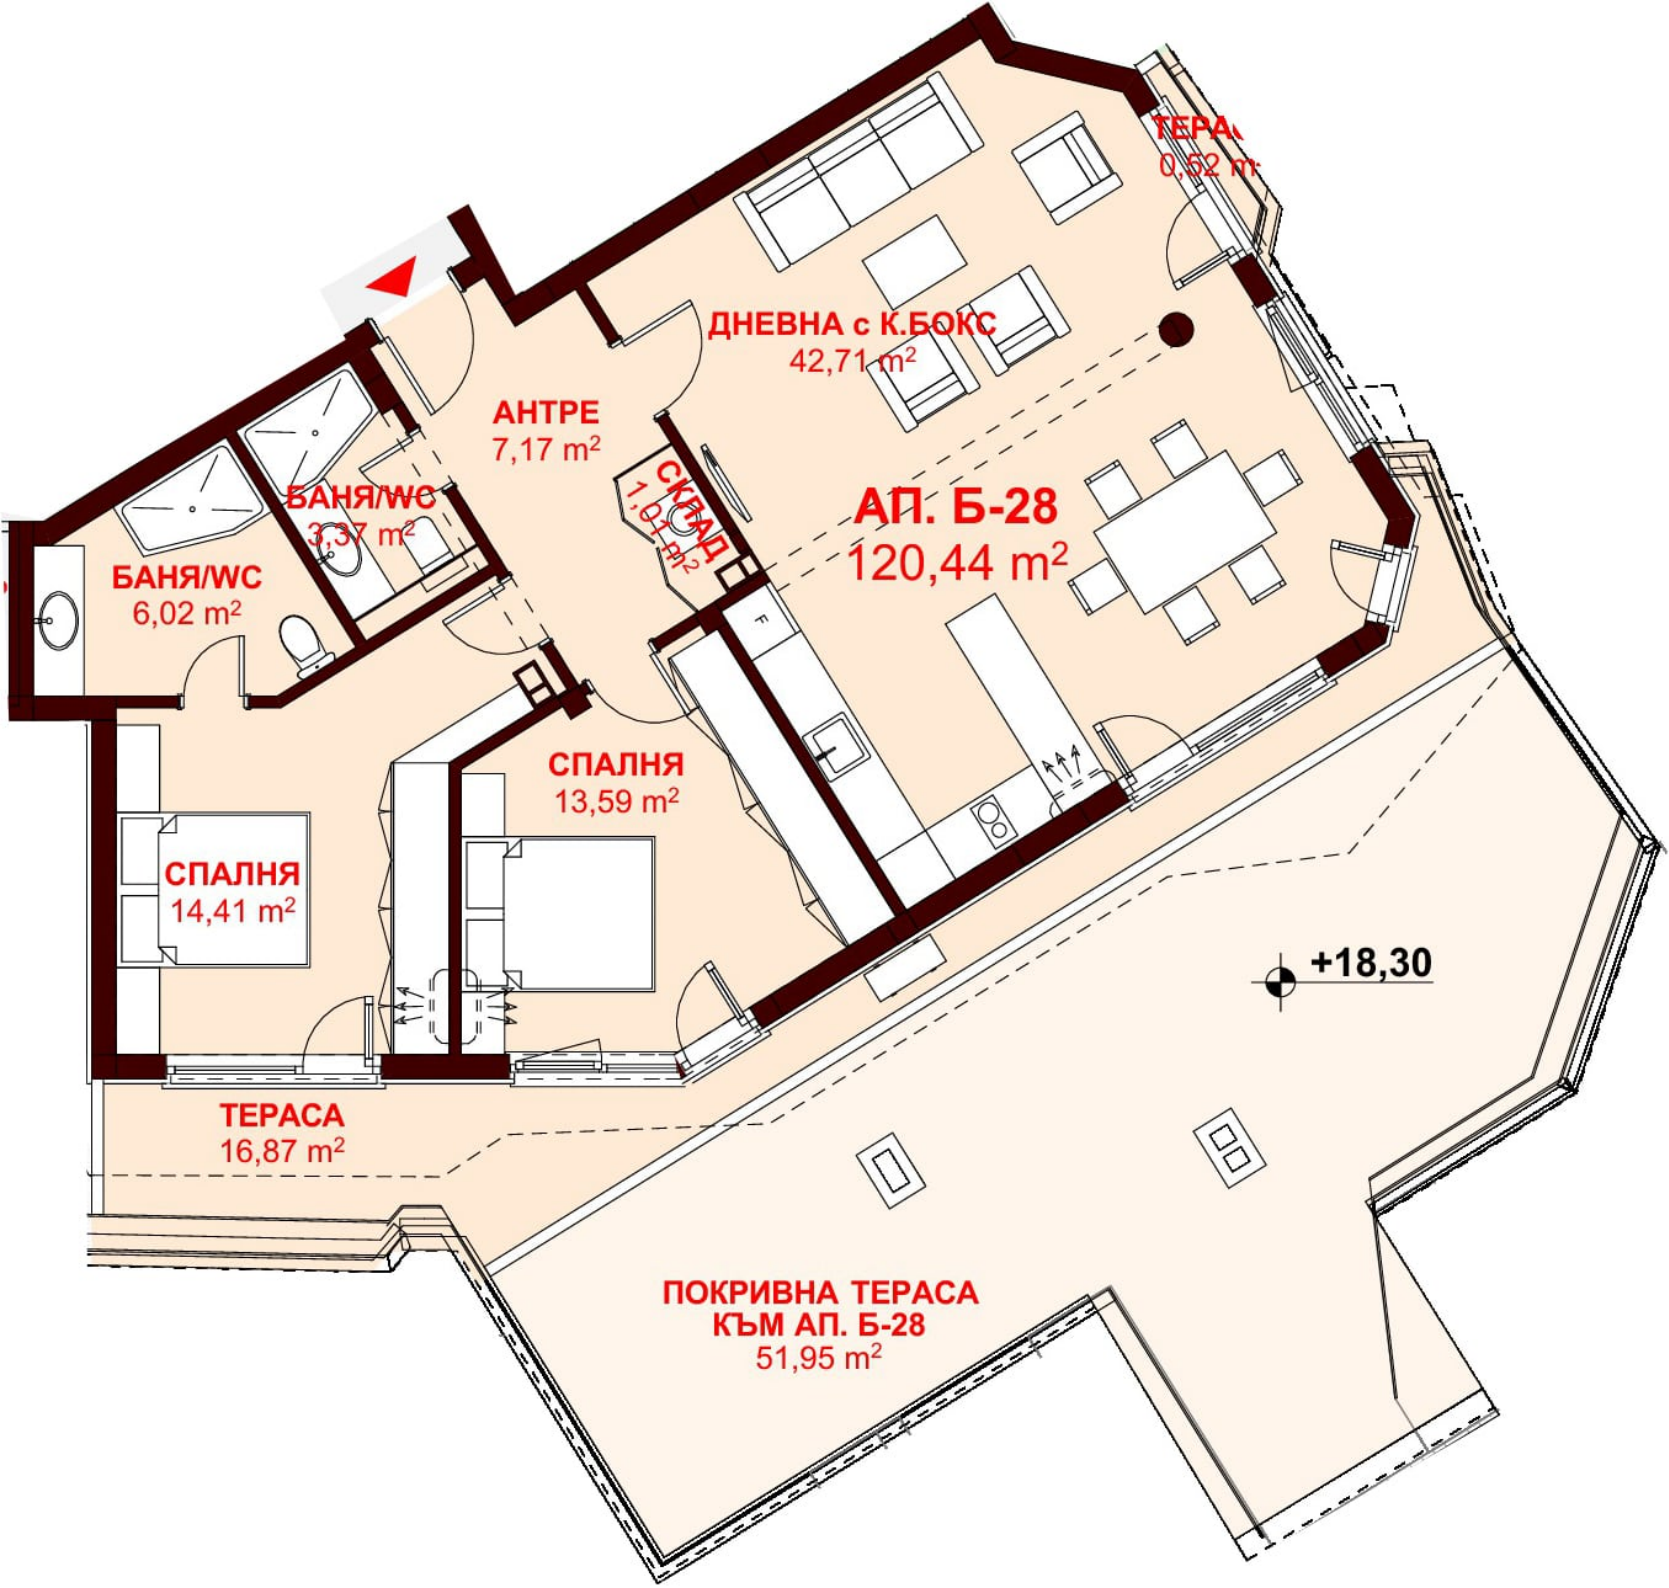 ТЕРА
0,52 m
ДНЕВНА с К.БОКС
42,71 m²
АНТРЕ
7,17 m²
СКЛАД
1,01 m²
БАНЯ/WC
3,37 m²
АП. Б-28
120,44 m²
БАНЯ/WC
6,02 m²
F
СПАЛНЯ
13,59 m²
СПАЛНЯ
14,41 m²
+18,30
ТЕРАСА
16,87 m²
ПОКРИВНА ТЕРАСА
КЪМ АП. Б-28
51,95 m²